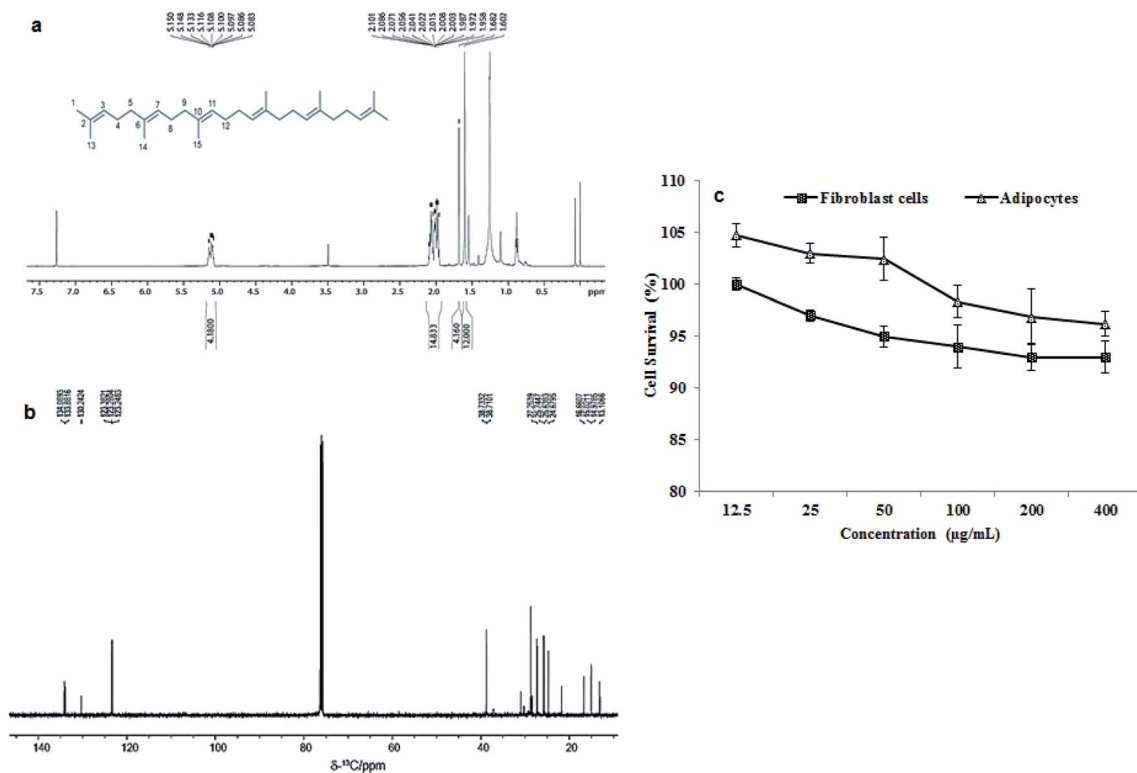 a
5.150 5.148 5.133 5.116 5.108 5.100 5.097 5.086 5.083
2.101 2.086 2.071 2.056 2.041 2.022 2.015 2.008 2.003 1.987 1.972 1.958 1.682 1.602
1 2 3 4 5 6 7 8 9 10 11 12
13 14 15
7.5 7.0 6.5 6.0 5.5 5.0 4.5 4.0 3.5 3.0 2.5 2.0 1.5 1.0 0.5 ppm
4.1800 14.833 4.160 12.000
b
130.2424
38.7332 38.7101
140 120 100 80 60 40 20
δ-¹³C/ppm
c
Fibroblast cells Adipocytes
110
105
100
95
90
85
80
Cell Survival (%)
12.5 25 50 100 200 400
Concentration (µg/mL)